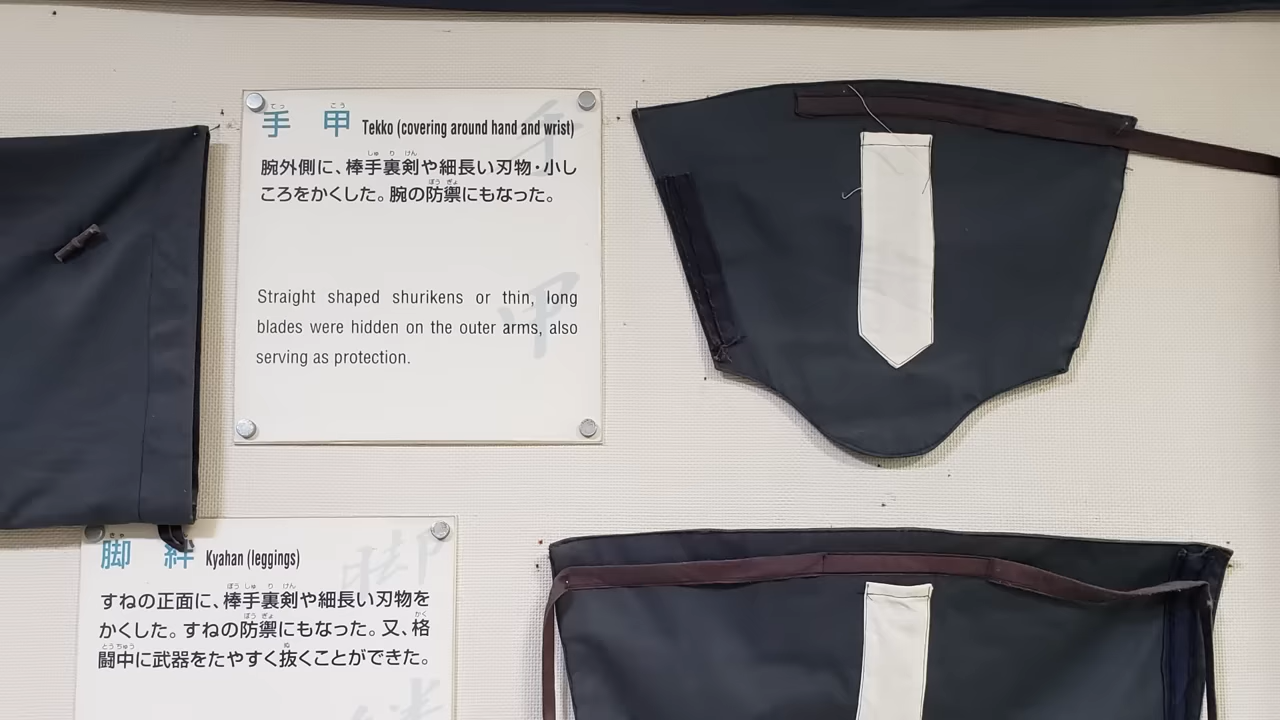 手甲 Tekko (covering around hand and wrist)
腕外側に、棒手裏剣や細長い刃物・小し
ころをかくした。腕の防禦にもなった。
Straight shaped shurikens or thin, long
blades were hidden on the outer arms, also
serving as protection.
脚絆 Kyahan (leggings)
すねの正面に、棒手裏剣や細長い刃物を
かくした。すねの防禦にもなった。又、格
闘中に武器をたやすく抜くことができた。